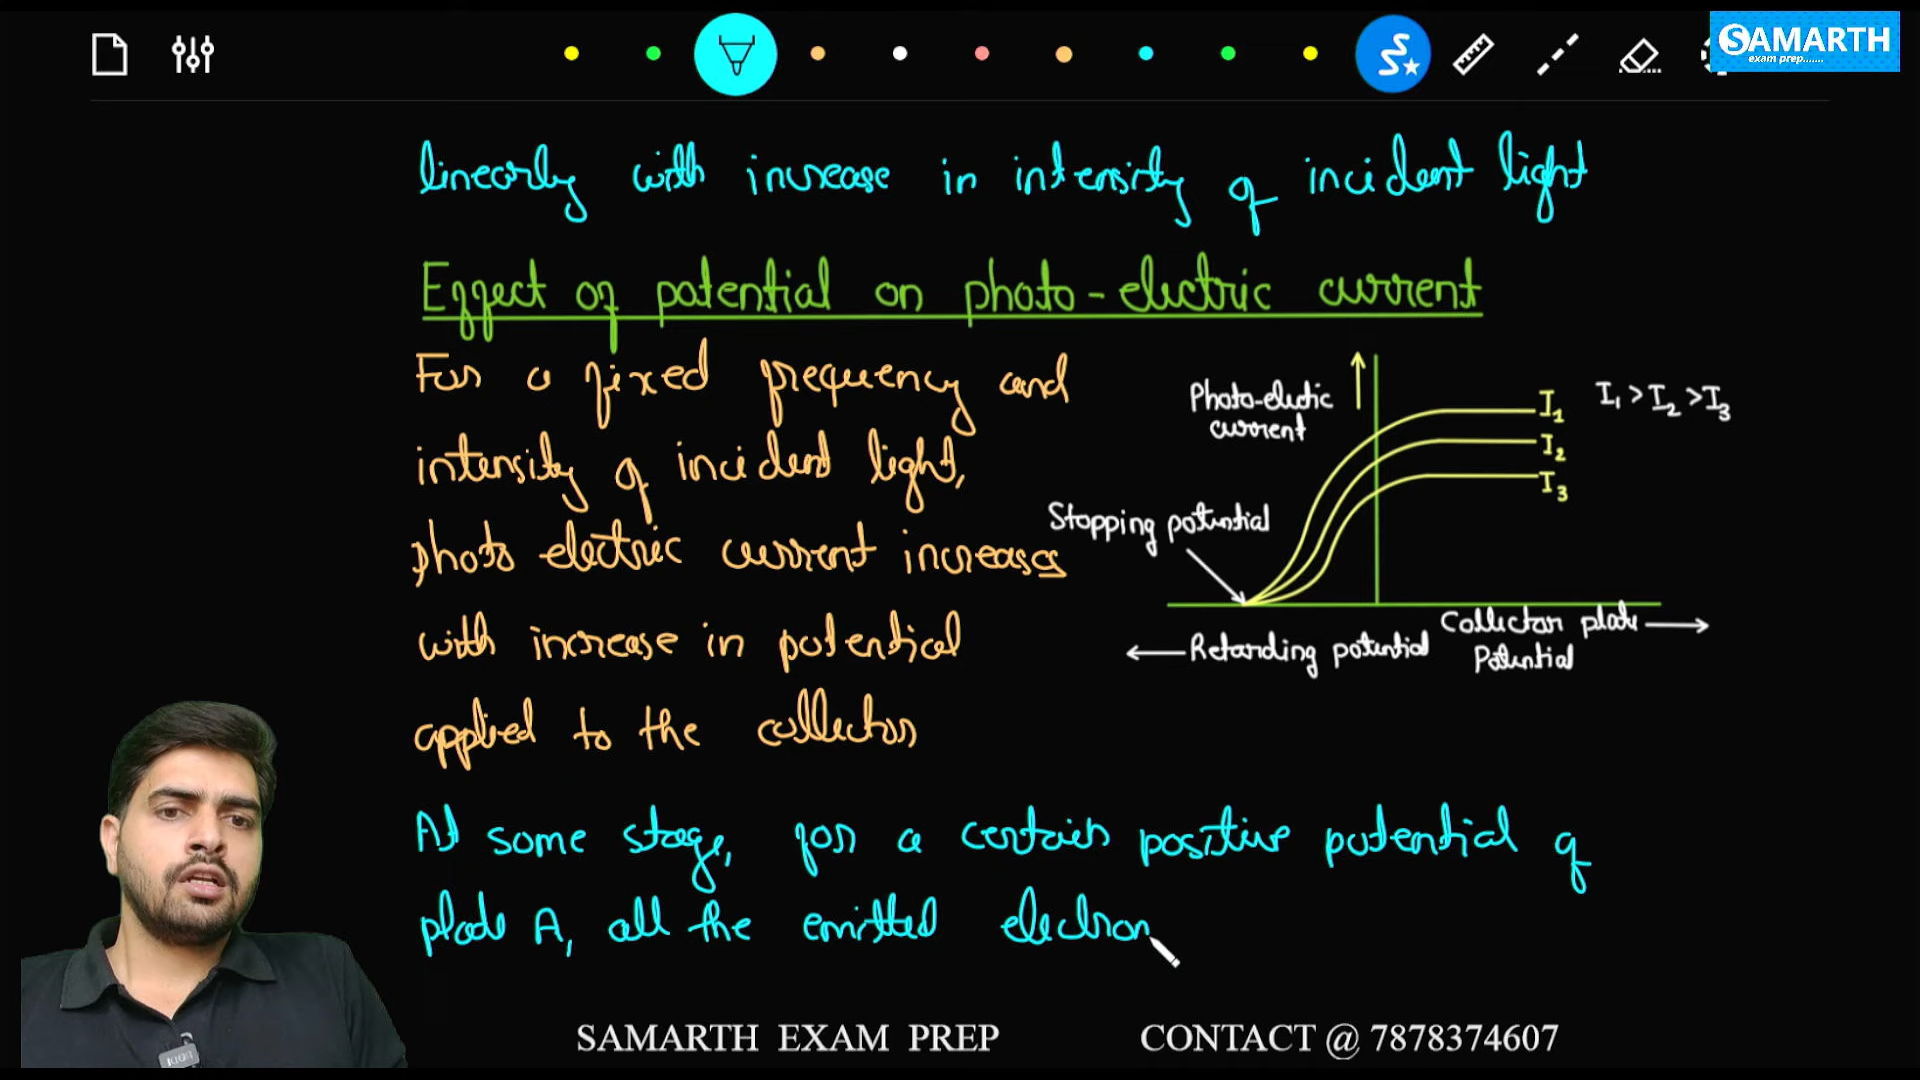 SAMARTH
exam prep......
linearly with increase in intensity of incident light
Effect of potential on photo-electric current
For a fixed frequency and
intensity of incident light,
photo electric current increases
with increase in potential
applied to the collector
Photo-electic
current
I1
I2
I3
I1 > I2 > I3
Stopping potential
Retarding potential
Collector plate
Potential
At some stage, for a certain positive potential of
plate A, all the emitted electron
SAMARTH EXAM PREP
CONTACT @ 7878374607